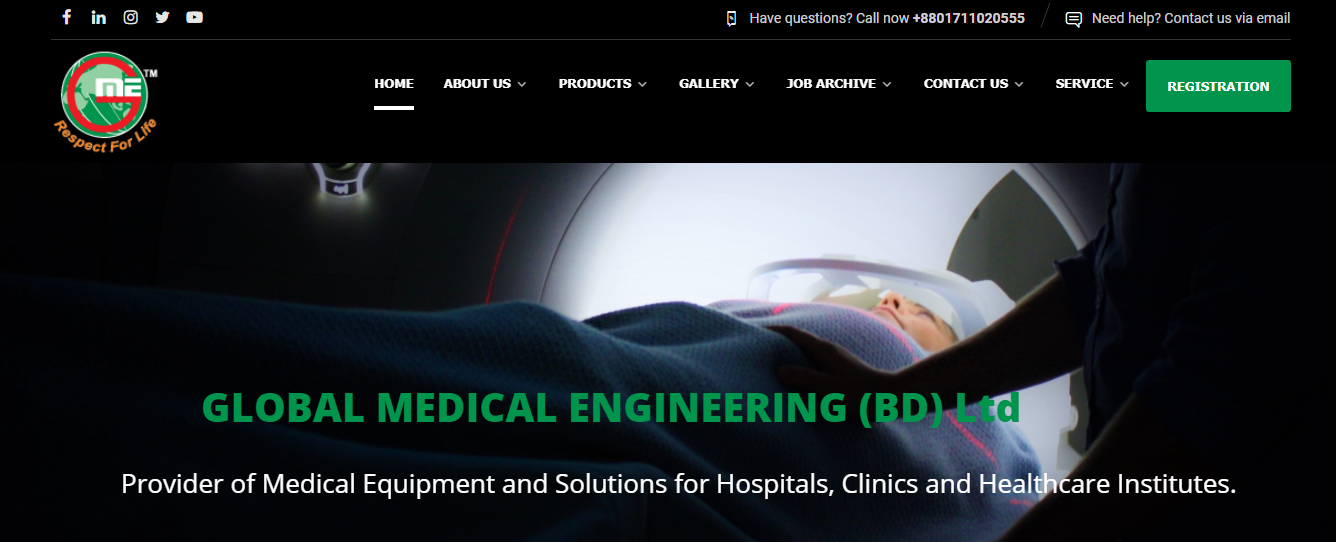 Have questions? Call now +8801711020555
Need help? Contact us via email
GME
TM
Respect For Life
HOME
ABOUT US
PRODUCTS
GALLERY
JOB ARCHIVE
CONTACT US
SERVICE
REGISTRATION
GLOBAL MEDICAL ENGINEERING (BD) Ltd
Provider of Medical Equipment and Solutions for Hospitals, Clinics and Healthcare Institutes.